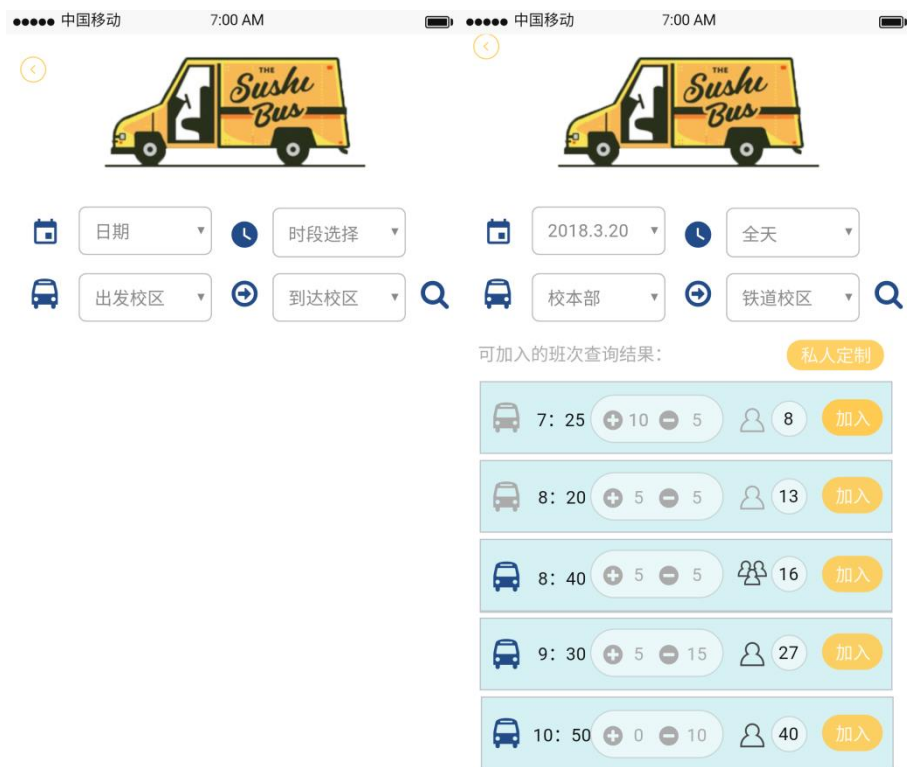 中国移动 7:00 AM
THE
Sushi
Bus
日期 时段选择
出发校区 到达校区
中国移动 7:00 AM
THE
Sushi
Bus
2018.3.20 全天
校本部 铁道校区
可加入的班次查询结果： 私人定制
7：25 10 5 8 加入
8：20 5 5 13 加入
8：40 5 5 16 加入
9：30 5 15 27 加入
10：50 0 10 40 加入